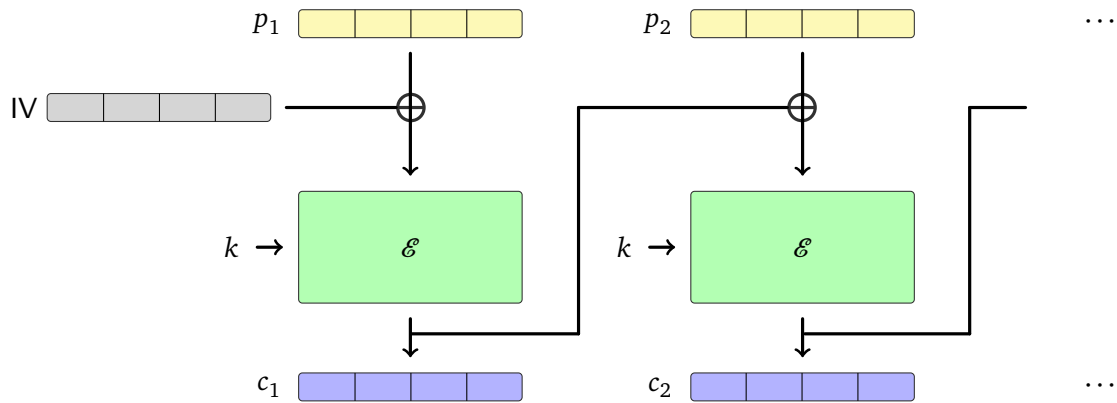 p₁ p₂ ⋯
IV
k ℰ k ℰ
c₁ c₂ ⋯